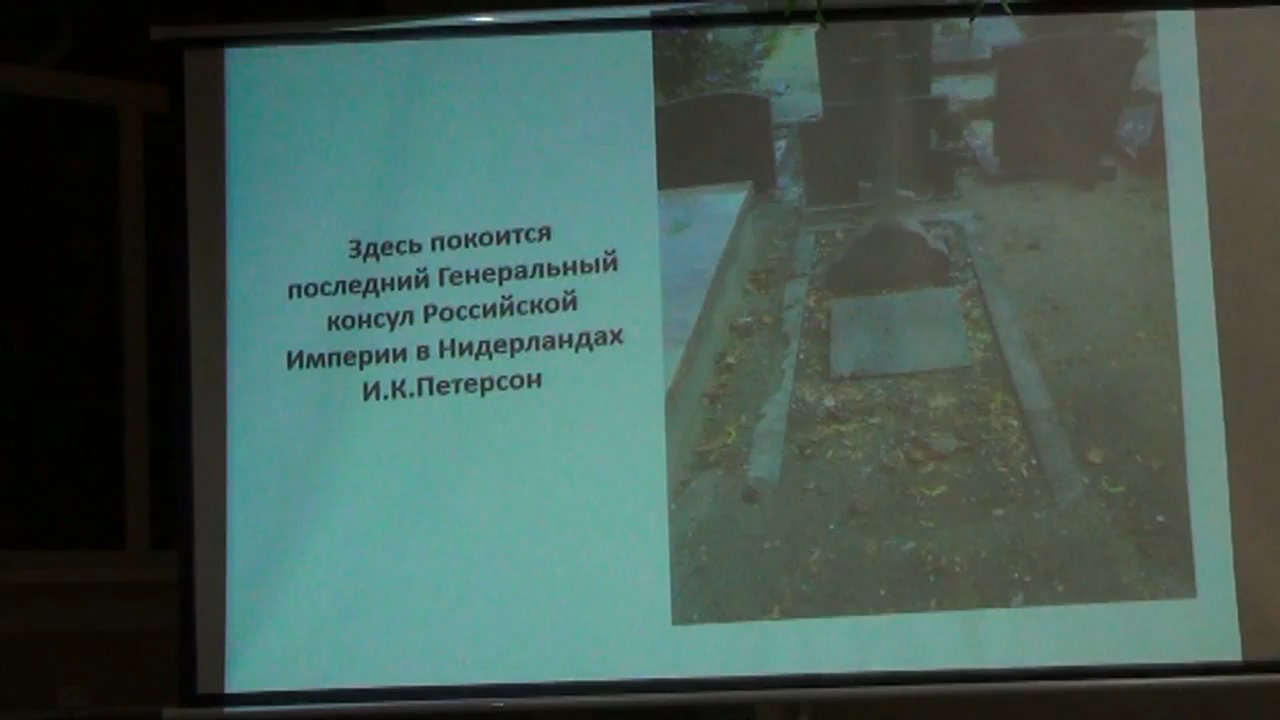 Здесь покоится
последний Генеральный
консул Российской
Империи в Нидерландах
И.К.Петерсон